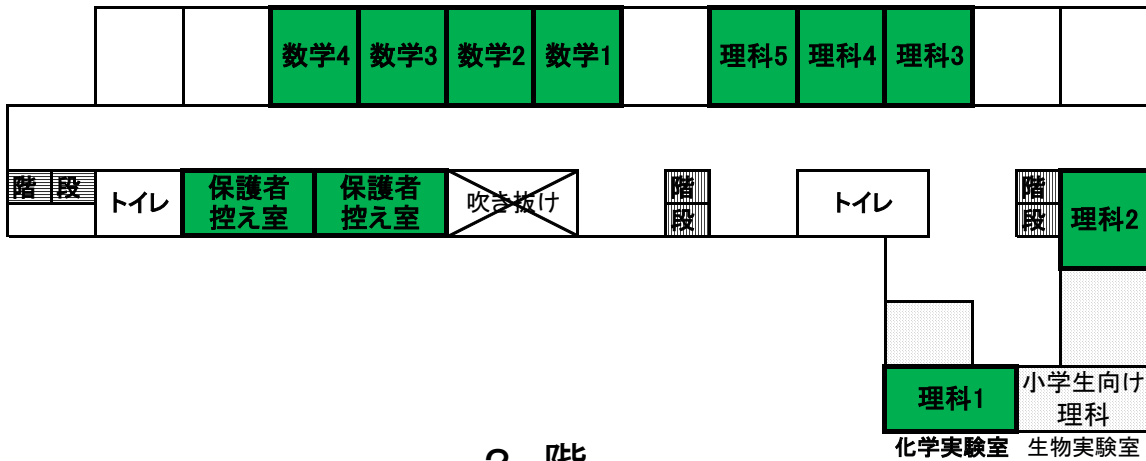 数学4 数学3 数学2 数学1 理科5 理科4 理科3
階 段
トイレ
保護者
控え室
保護者
控え室
吹き抜け
階
段
トイレ
階
段
理科2
理科1
小学生向け
理科
化学実験室 生物実験室
階